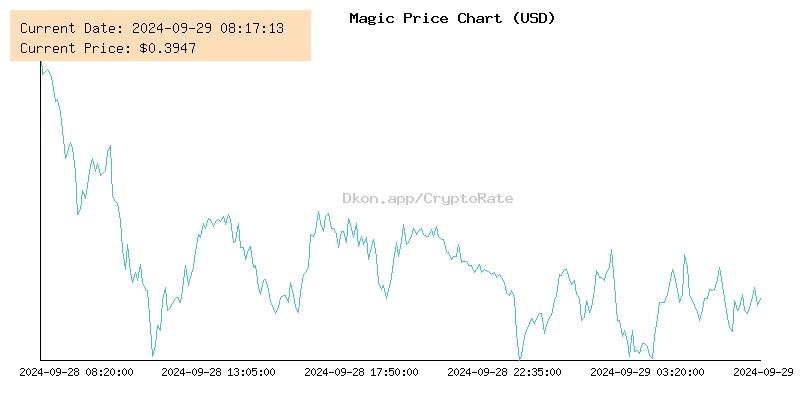 Magic Price Chart (USD)
Current Date: 2024-09-29 08:17:13
Current Price: $0.3947
Dkon.app/CryptoRate
2024-09-28 08:20:00 2024-09-28 13:05:00 2024-09-28 17:50:00 2024-09-28 22:35:00 2024-09-29 03:20:00 2024-09-29